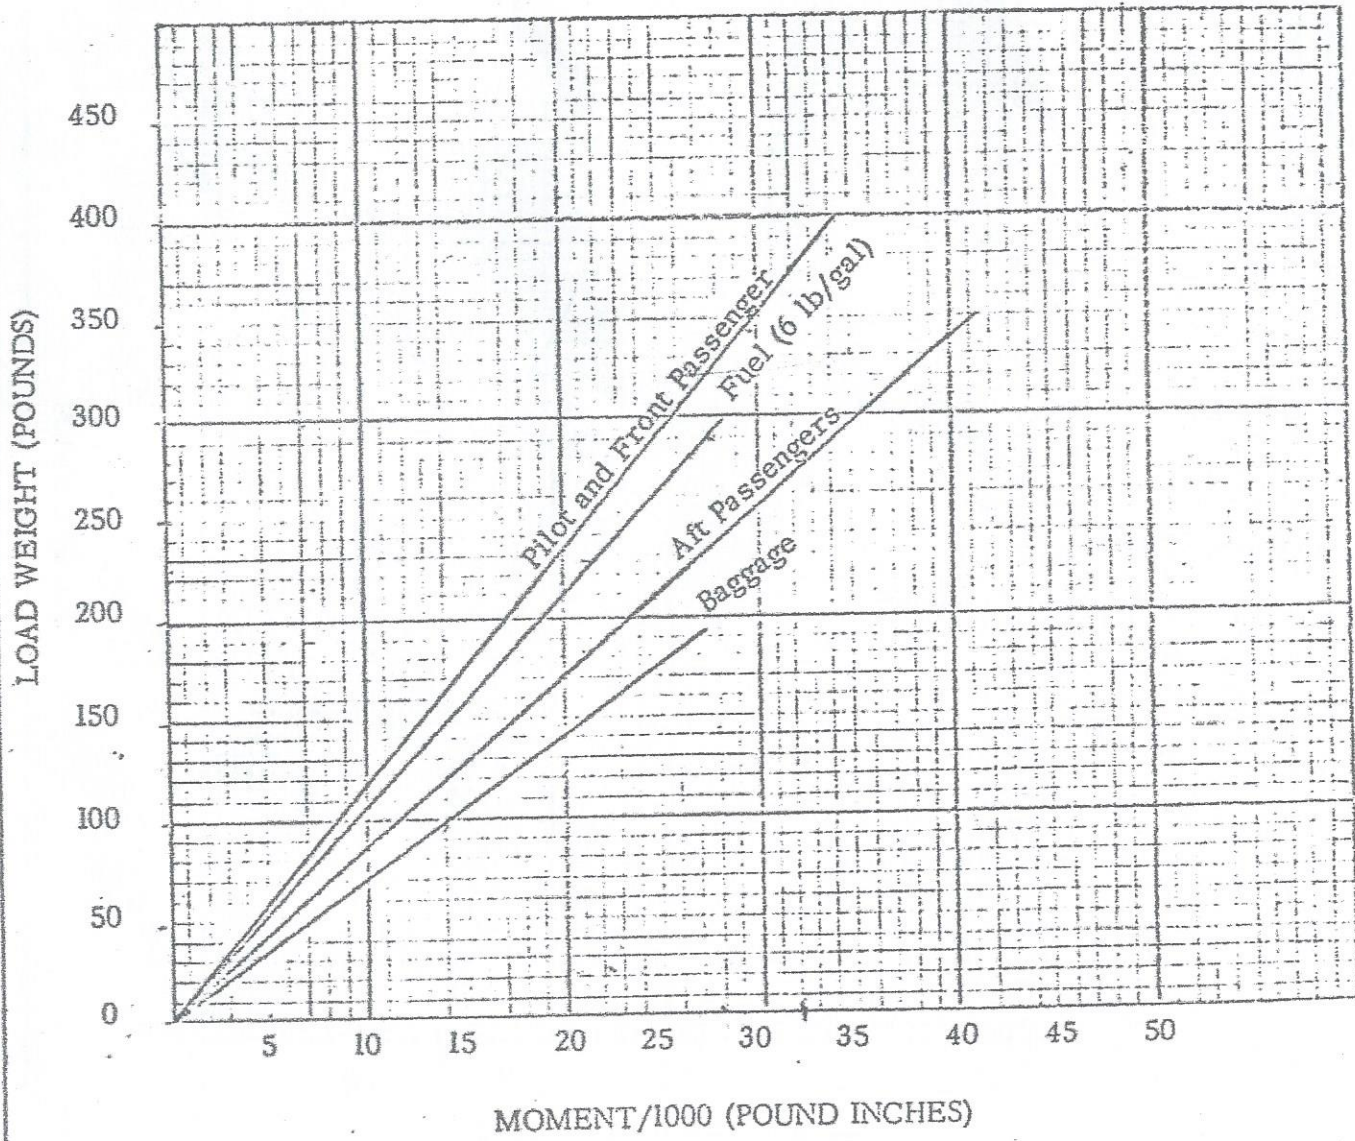 450
400
350
300
250
200
150
100
50
0
LOAD WEIGHT (POUNDS)
Pilot and Front Passenger
Fuel (6 lb/gal)
Aft Passengers
Baggage
5 10 15 20 25 30 35 40 45 50
MOMENT/1000 (POUND INCHES)